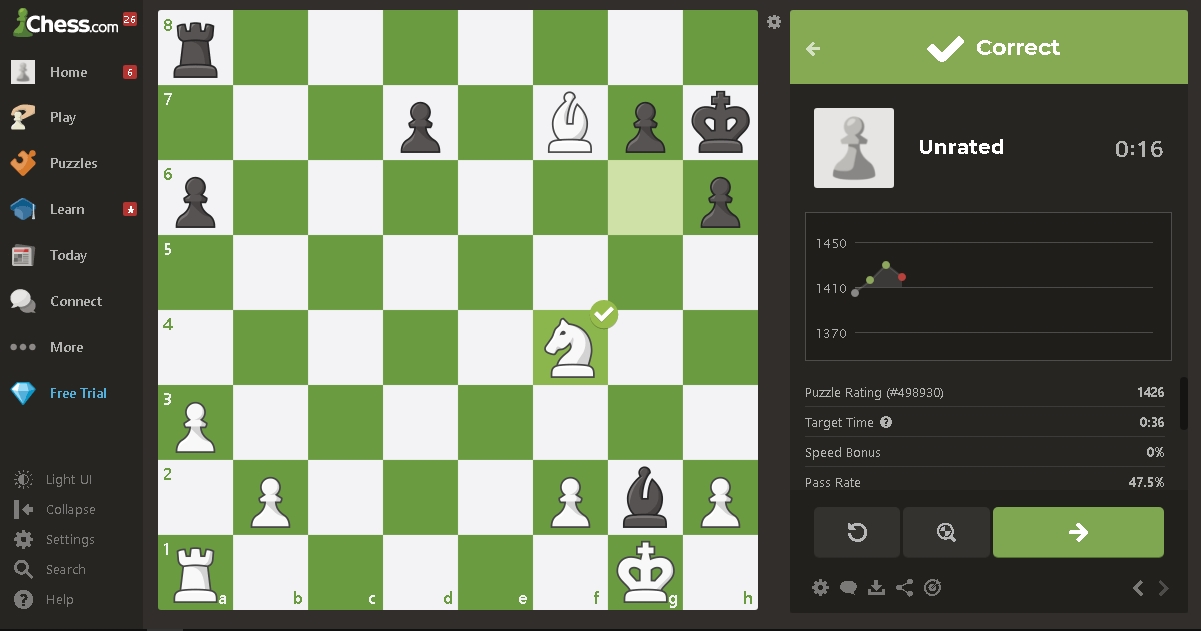 Chess.com 26
Home 6
Play
Puzzles
Learn
Today
Connect
More
Free Trial
Light UI
Collapse
Settings
Search
Help
8
7
6
5
4
3
2
1
a b c d e f g h
Correct
Unrated 0:16
1450
1410
1370
Puzzle Rating (#498930) 1426
Target Time ? 0:36
Speed Bonus 0%
Pass Rate 47.5%